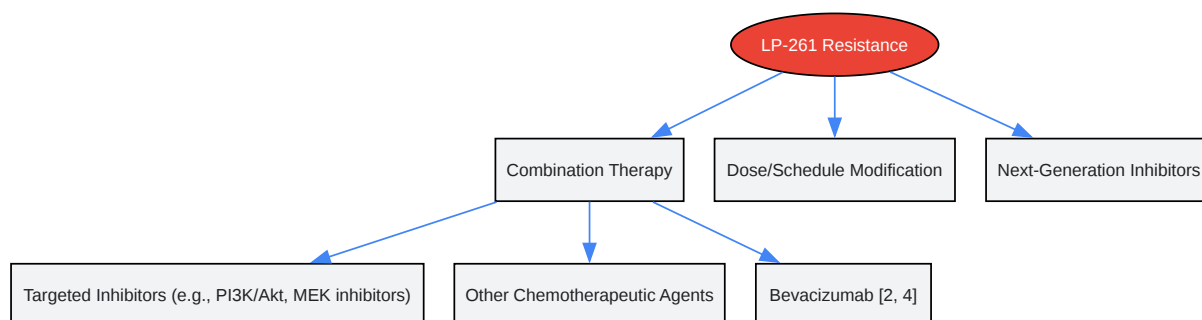 LP-261 Resistance
Combination Therapy
Dose/Schedule Modification
Next-Generation Inhibitors
Targeted Inhibitors (e.g., PI3K/Akt, MEK inhibitors)
Other Chemotherapeutic Agents
Bevacizumab [2, 4]